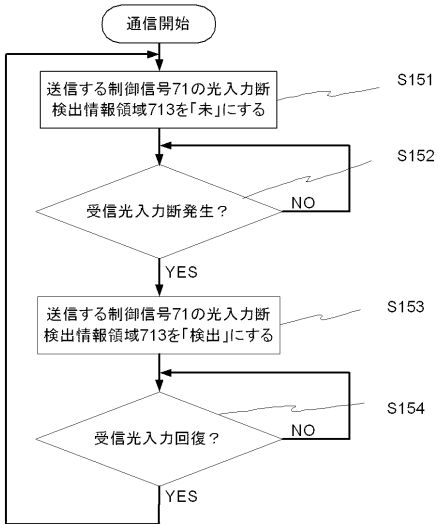 通信開始
送信する制御信号71の光入力断
検出情報領域713を「未」にする
S151
受信光入力断発生？
S152
NO
YES
送信する制御信号71の光入力断
検出情報領域713を「検出」にする
S153
受信光入力回復？
S154
NO
YES